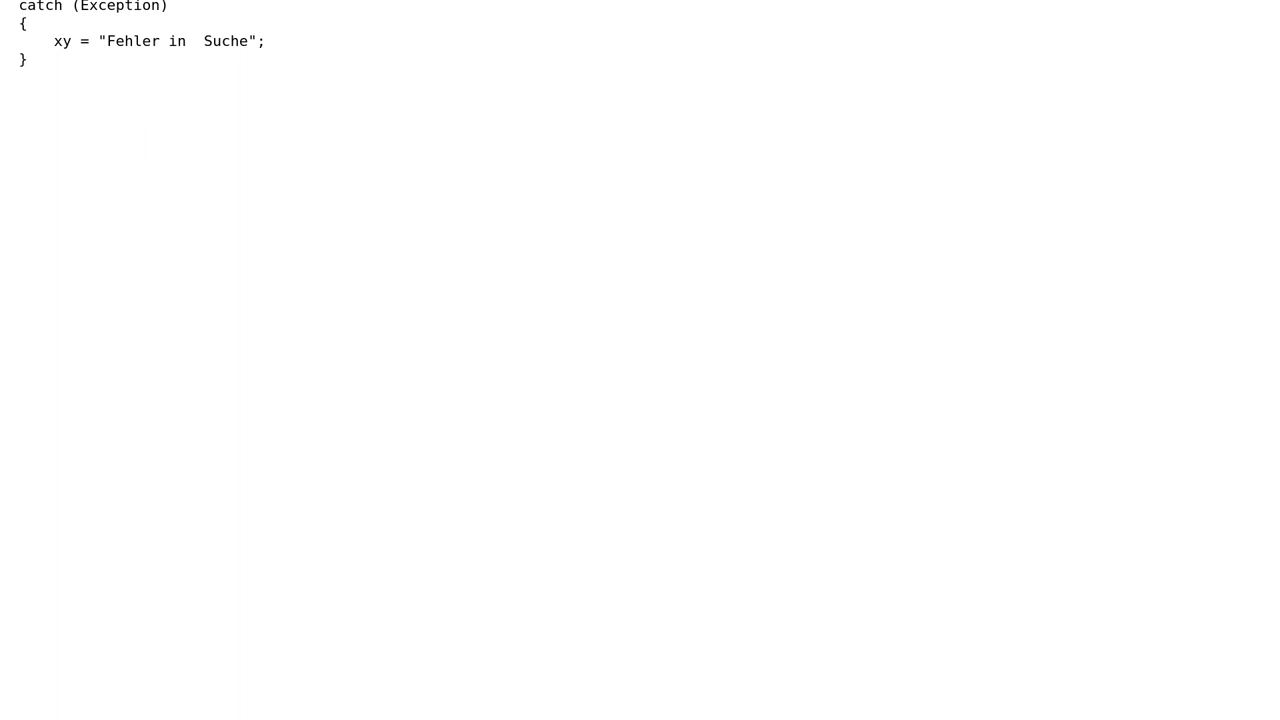 catch (Exception)
{
    xy = "Fehler in  Suche";
}